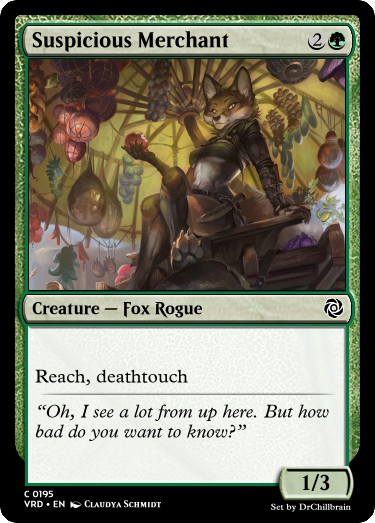 Suspicious Merchant 2
Creature — Fox Rogue
Reach, deathtouch
“Oh, I see a lot from up here. But how
bad do you want to know?”
1/3
C 0195
VRD • EN Claudya Schmidt
Set by DrChillbrain